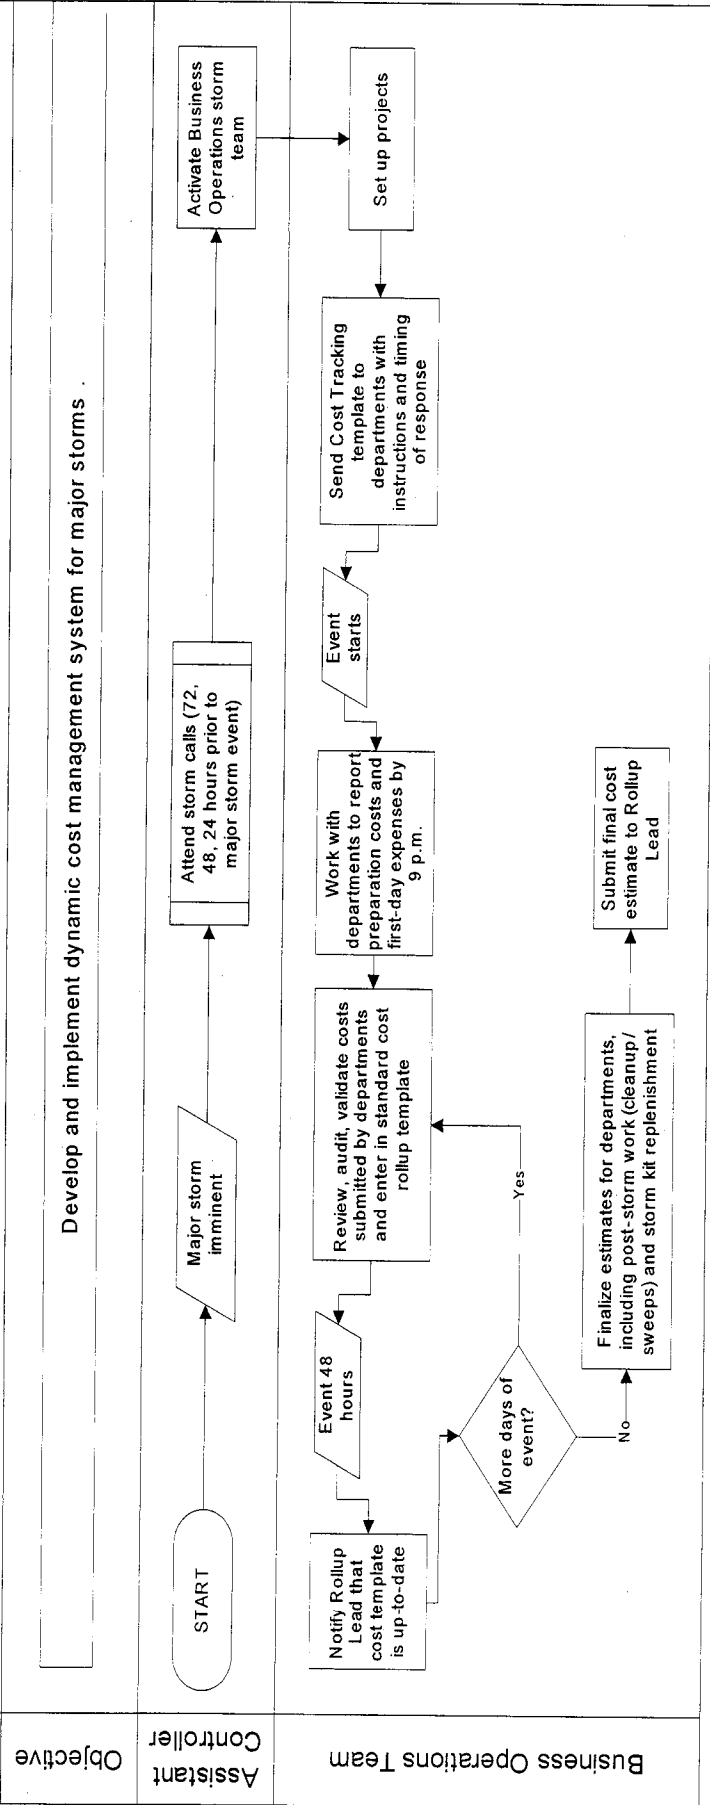 Objective
Develop and implement dynamic cost management system for major storms .
Assistant
Controller
START
Major storm
imminent
Attend storm calls (72,
48, 24 hours prior to
major storm event)
Activate Business
Operations storm
team
Business Operations Team
Set up projects
Send Cost Tracking
template to
departments with
instructions and timing
of response
Event
starts
Work with
departments to report
preparation costs and
first-day expenses by
9 p.m.
Review, audit, validate costs
submitted by departments
and enter in standard cost
rollup template
Event 48
hours
Notify Rollup
Lead that
cost template
is up-to-date
More days of
event?
Yes
No
Finalize estimates for departments,
including post-storm work (cleanup/
sweeps) and storm kit replenishment
Submit final cost
estimate to Rollup
Lead